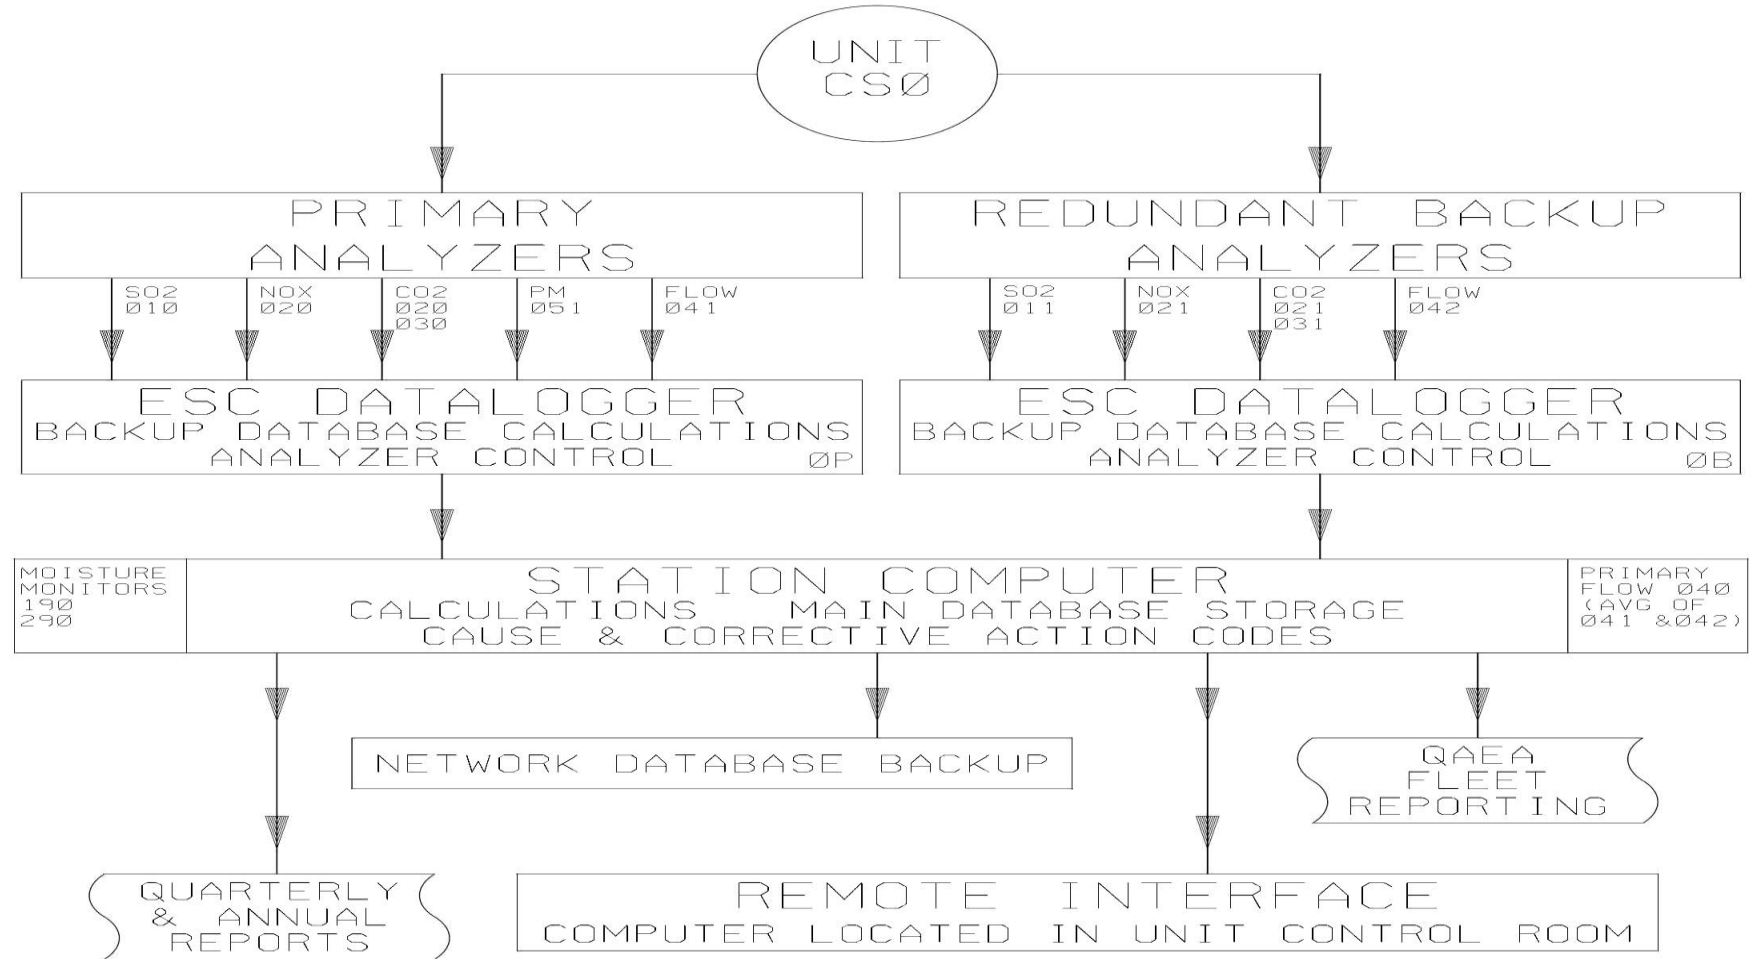 UNIT
CSØ
PRIMARY
ANALYZERS
REDUNDANT BACKUP
ANALYZERS
SO2
Ø1Ø
NOX
Ø2Ø
CO2
Ø2Ø
Ø3Ø
PM
Ø51
FLOW
Ø41
SO2
Ø11
NOX
Ø21
CO2
Ø21
Ø31
FLOW
Ø42
ESC DATALOGGER
BACKUP DATABASE CALCULATIONS
ANALYZER CONTROL ØP
ESC DATALOGGER
BACKUP DATABASE CALCULATIONS
ANALYZER CONTROL ØB
MOISTURE
MONITORS
19Ø
29Ø
STATION COMPUTER
CALCULATIONS MAIN DATABASE STORAGE
CAUSE & CORRECTIVE ACTION CODES
PRIMARY
FLOW Ø4Ø
(AVG OF
Ø41 &Ø42)
NETWORK DATABASE BACKUP
QAEA
FLEET
REPORTING
QUARTERLY
& ANNUAL
REPORTS
REMOTE INTERFACE
COMPUTER LOCATED IN UNIT CONTROL ROOM